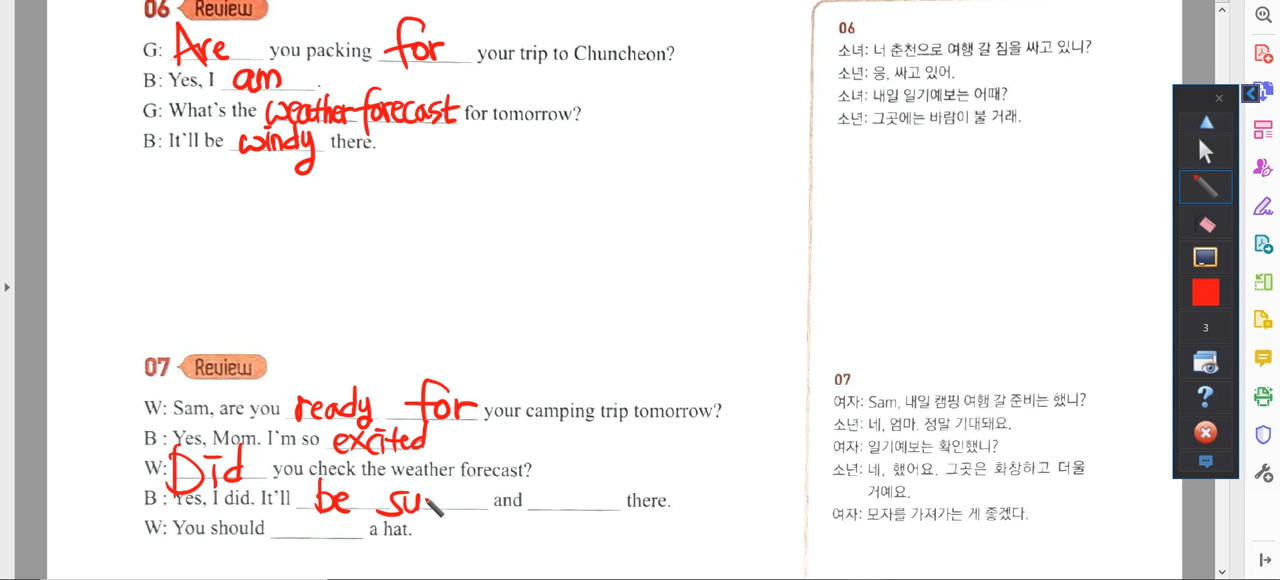 06 Review
G: Are you packing for your trip to Chuncheon?
B: Yes, I am.
G: What's the weather forecast for tomorrow?
B: It'll be windy there.
06
소녀: 너 춘천으로 여행 갈 짐을 싸고 있니?
소년: 응, 싸고 있어.
소녀: 내일 일기예보는 어때?
소년: 그곳에는 바람이 불 거래.
07 Review
W: Sam, are you ready for your camping trip tomorrow?
B : Yes, Mom. I'm so excited
W: Did you check the weather forecast?
B : Yes, I did. It'll be su and there.
W: You should a hat.
07
여자: Sam, 내일 캠핑 여행 갈 준비는 했니?
소년: 네, 엄마. 정말 기대돼요.
여자: 일기예보는 확인했니?
소년: 네, 했어요. 그곳은 화창하고 더울
거예요.
여자: 모자를 가져가는 게 좋겠다.
3